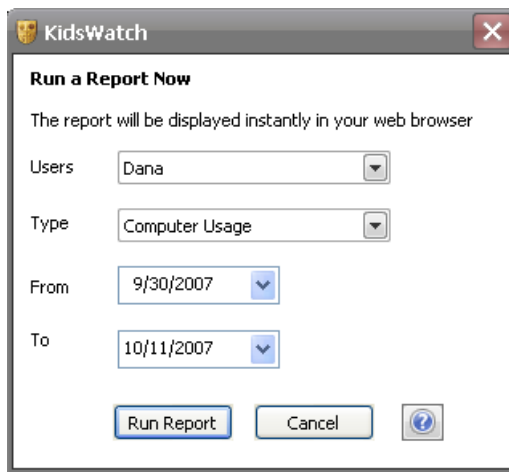 KidsWatch
Run a Report Now
The report will be displayed instantly in your web browser
Users Dana
Type Computer Usage
From 9/30/2007
To 10/11/2007
Run Report Cancel ?